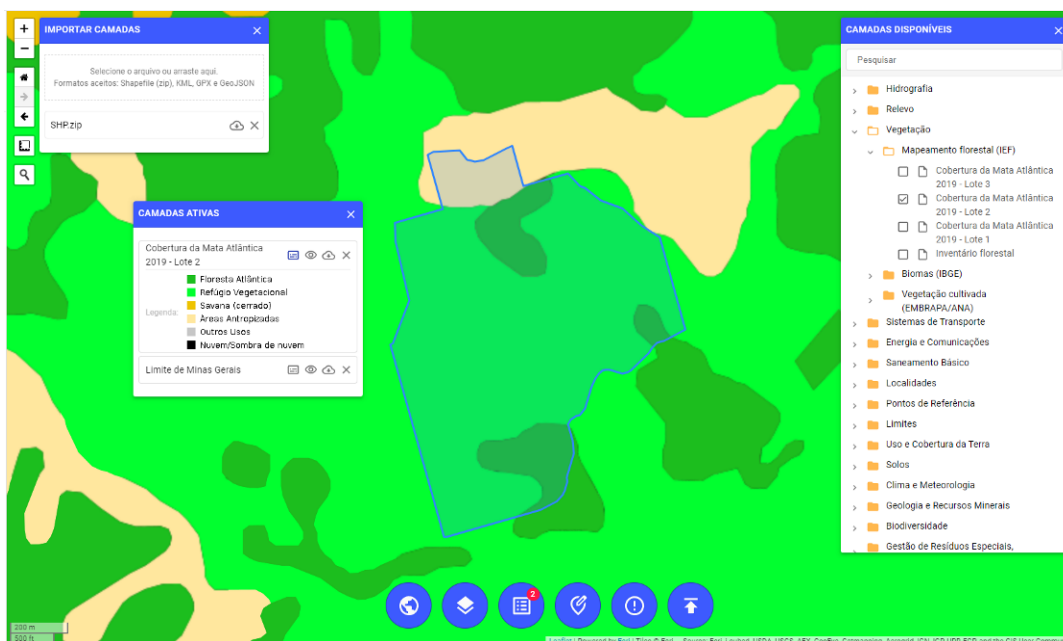 +
−
IMPORTAR CAMADAS ×
Selecione o arquivo ou arraste aqui.
Formatos aceitos: Shapefile (zip), KML, GPX e GeoJSON
SHP.zip
CAMADAS ATIVAS ×
Cobertura da Mata Atlântica
2019 - Lote 2
Legenda:
Floresta Atlântica
Refúgio Vegetacional
Savana (cerrado)
Áreas Antropizadas
Outros Usos
Nuvem/Sombra de nuvem
Limite de Minas Gerais
CAMADAS DISPONÍVEIS ×
Pesquisar
Hidrografia
Relevo
Vegetação
Mapeamento florestal (IEF)
Cobertura da Mata Atlântica
2019 - Lote 3
Cobertura da Mata Atlântica
2019 - Lote 2
Cobertura da Mata Atlântica
2019 - Lote 1
Inventário florestal
Biomas (IBGE)
Vegetação cultivada
(EMBRAPA/ANA)
Sistemas de Transporte
Energia e Comunicações
Saneamento Básico
Localidades
Pontos de Referência
Limites
Uso e Cobertura da Terra
Solos
Clima e Meteorologia
Geologia e Recursos Minerais
Biodiversidade
Gestão de Resíduos Especiais,
2
200 m
500 ft